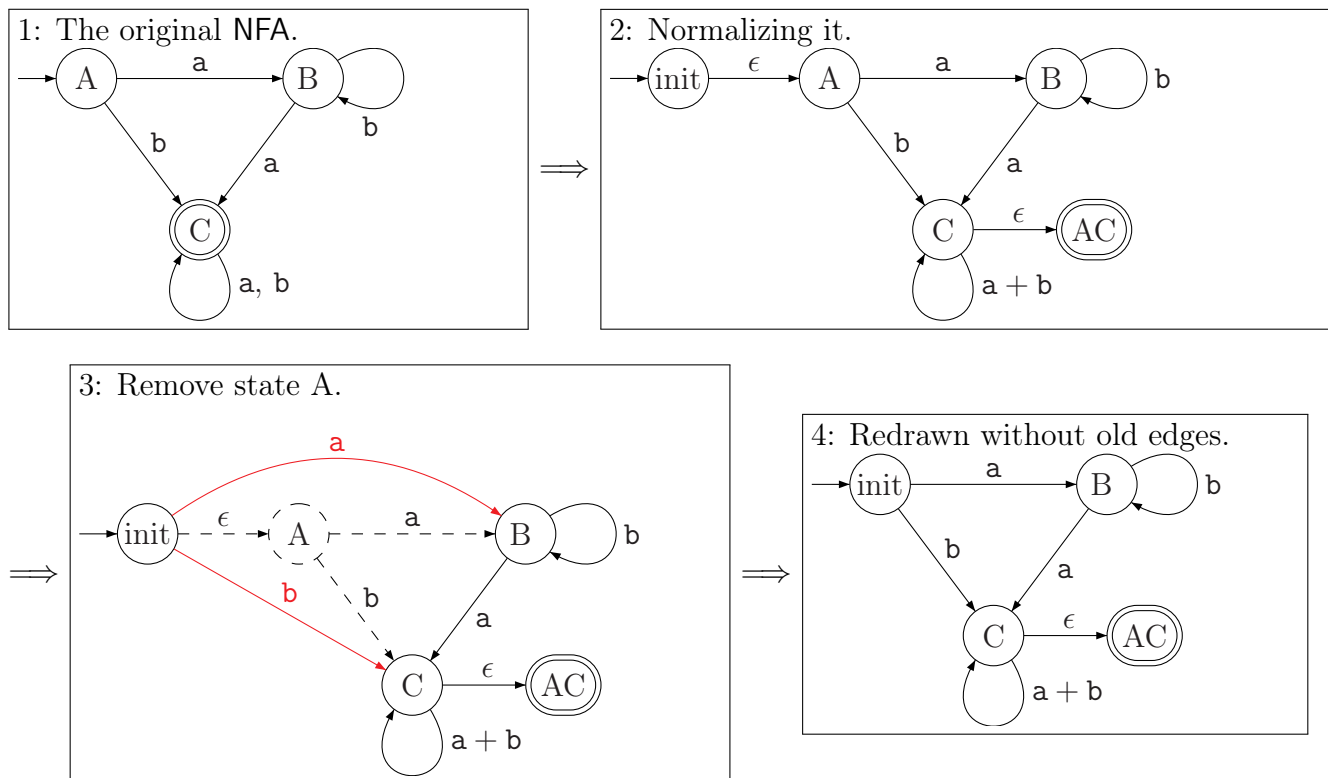 1: The original NFA.
A
a
B
b
b
a
C
a, b
⟹
2: Normalizing it.
init
ϵ
A
a
B
b
b
a
C
ϵ
AC
a + b
⟹
3: Remove state A.
a
init
ϵ
A
a
B
b
b
b
a
C
ϵ
AC
a + b
⟹
4: Redrawn without old edges.
init
a
B
b
b
a
C
ϵ
AC
a + b